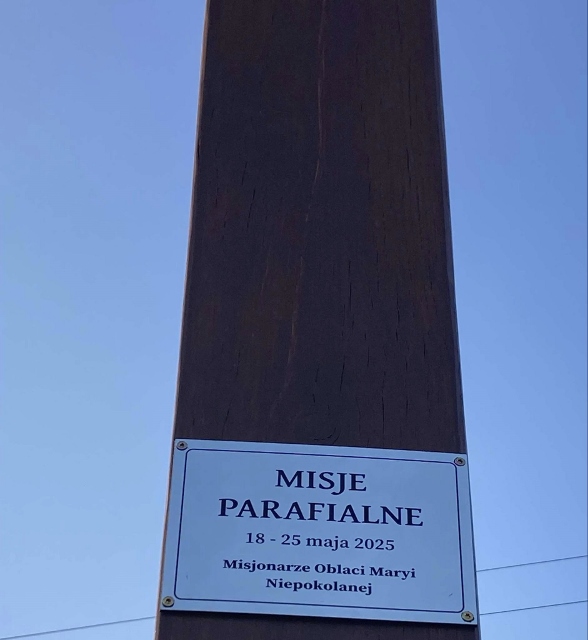 MISJE
PARAFIALNE
18 - 25 maja 2025
Misjonarze Oblaci Maryi
Niepokolanej